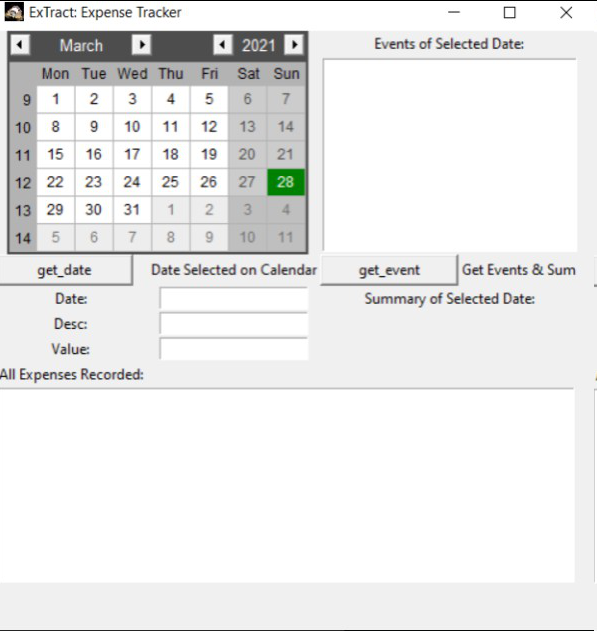 ExTract: Expense Tracker
March 2021
Mon Tue Wed Thu Fri Sat Sun
9 1 2 3 4 5 6 7
10 8 9 10 11 12 13 14
11 15 16 17 18 19 20 21
12 22 23 24 25 26 27 28
13 29 30 31 1 2 3 4
14 5 6 7 8 9 10 11
Events of Selected Date:
get_date Date Selected on Calendar get_event Get Events & Sum
Date:
Summary of Selected Date:
Desc:
Value:
All Expenses Recorded: